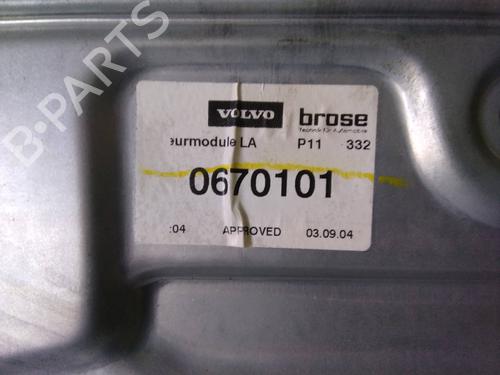 VOLVO brose
Technik für Automobile
eurmodule LA P11 332
0670101
:04 APPROVED 03.09.04
B-PARTS